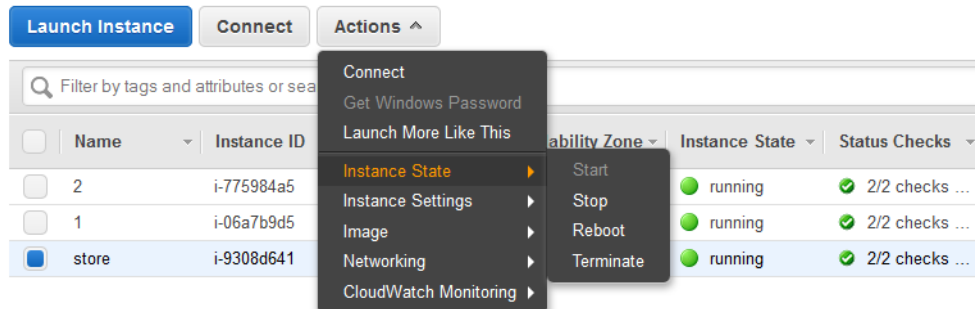 Launch Instance Connect Actions
Connect
Filter by tags and attributes or sea
Get Windows Password
Launch More Like This
Name Instance ID ability Zone Instance State Status Checks
Instance State Start
2 i-775984a5 running 2/2 checks ...
Instance Settings Stop
1 i-06a7b9d5 Image Reboot running 2/2 checks ...
store i-9308d641 Networking Terminate running 2/2 checks ...
CloudWatch Monitoring